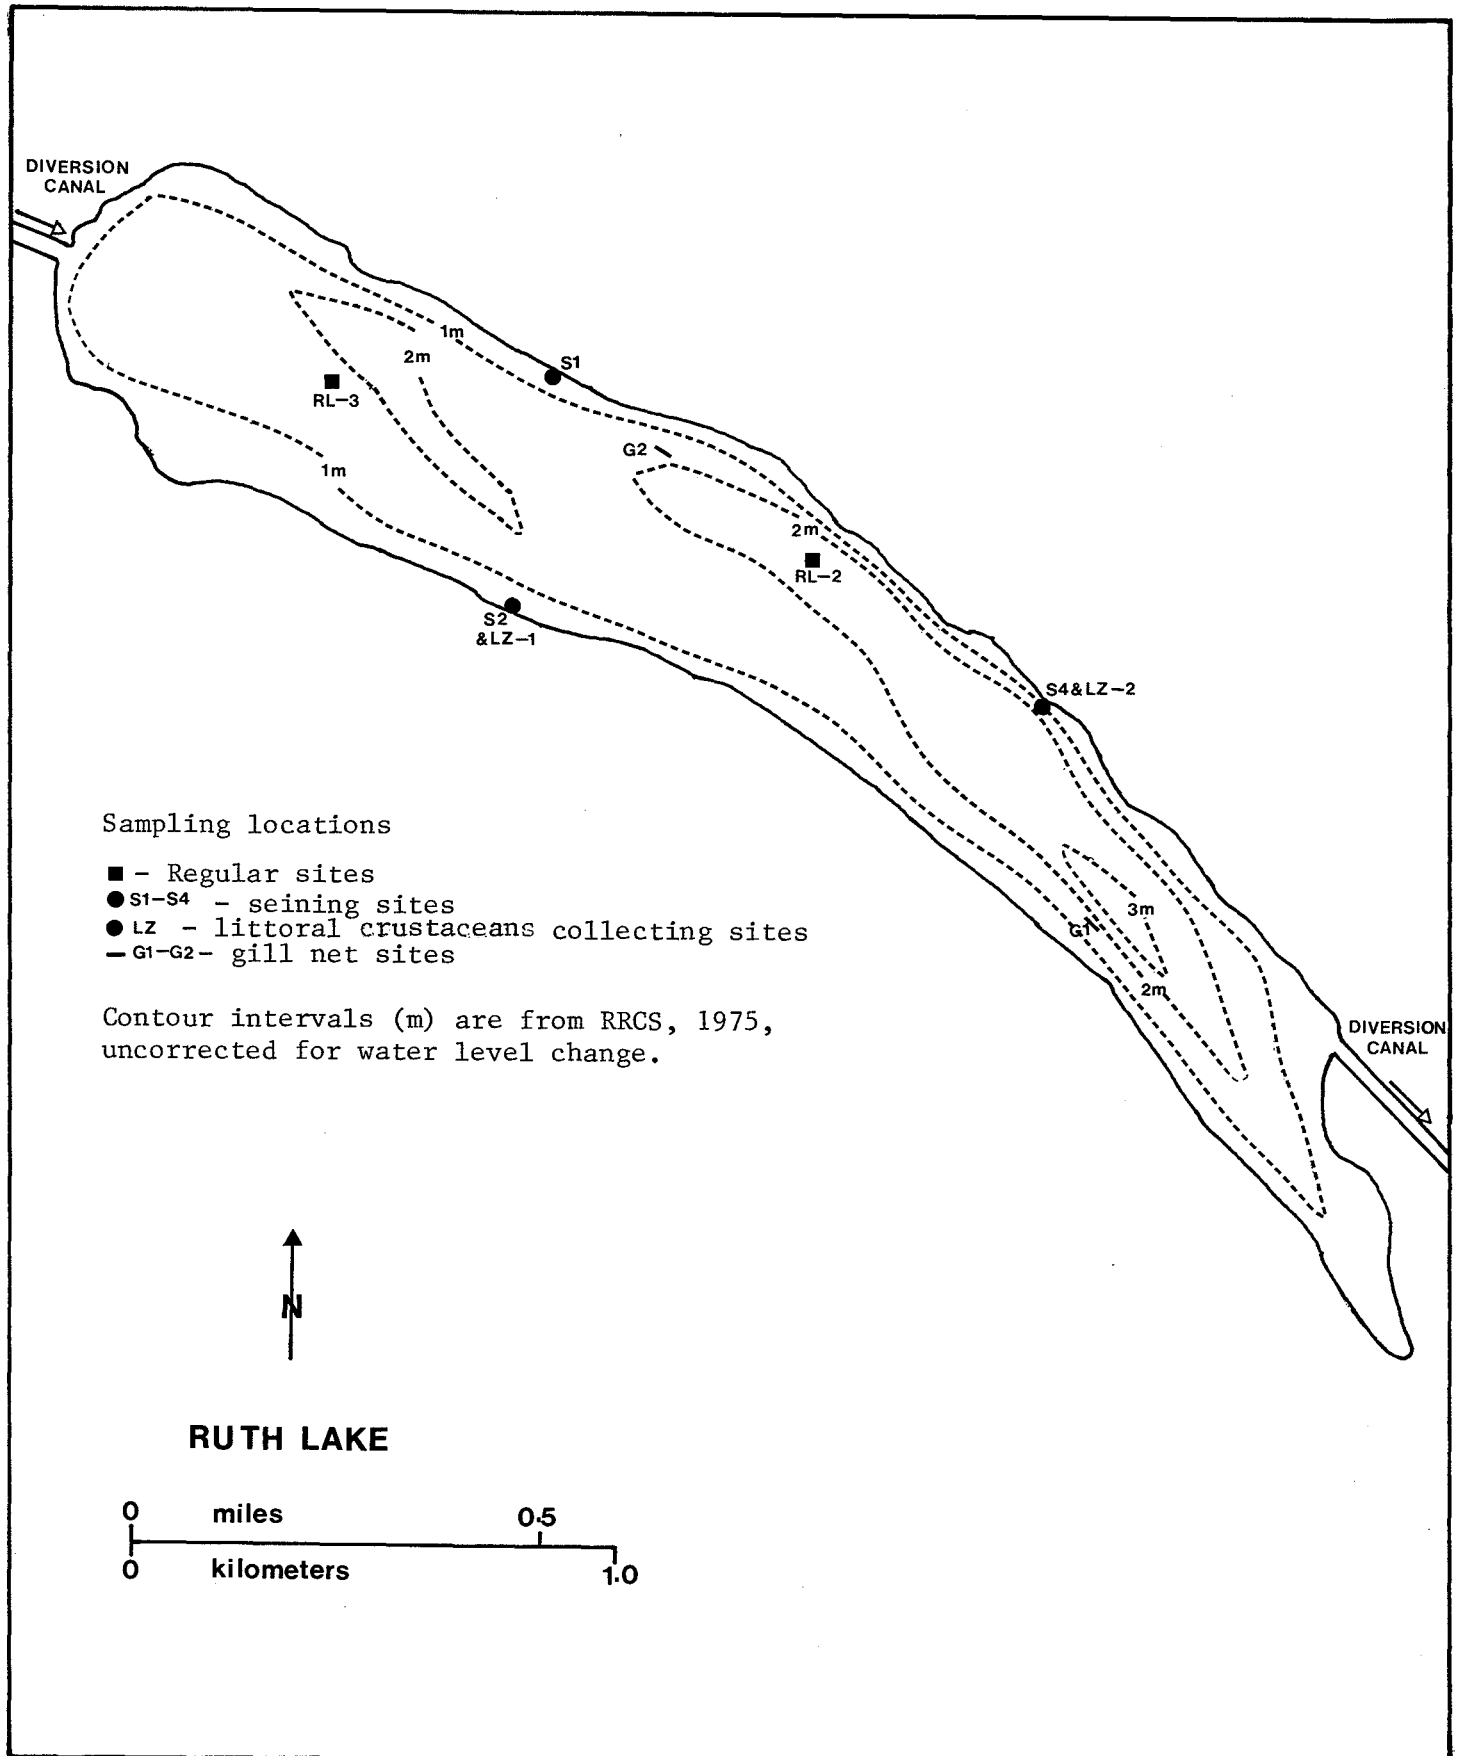 DIVERSION
CANAL
1m
2m
S1
RL-3
G2
1m
2m
RL-2
S2
&LZ-1
S4&LZ-2
Sampling locations
■ - Regular sites
● S1-S4 - seining sites
● LZ - littoral crustaceans collecting sites
— G1-G2 - gill net sites
3m
G1
2m
Contour intervals (m) are from RRCS, 1975,
uncorrected for water level change.
DIVERSION
CANAL
N
RUTH LAKE
0 miles 0.5
0 kilometers 1.0